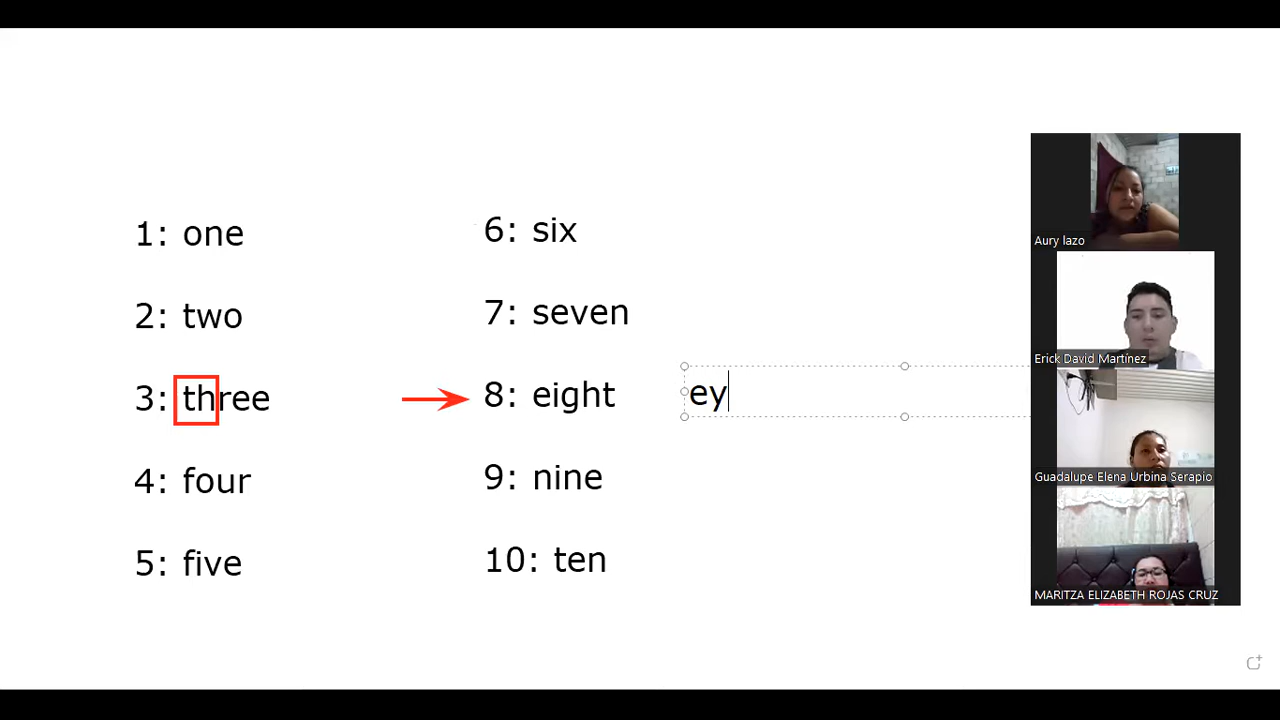 1: one
2: two
3: three
4: four
5: five
6: six
7: seven
8: eight
9: nine
10: ten
ey
Aury lazo
Erick David Martínez
Guadalupe Elena Urbina Serapio
MARITZA ELIZABETH ROJAS CRUZ